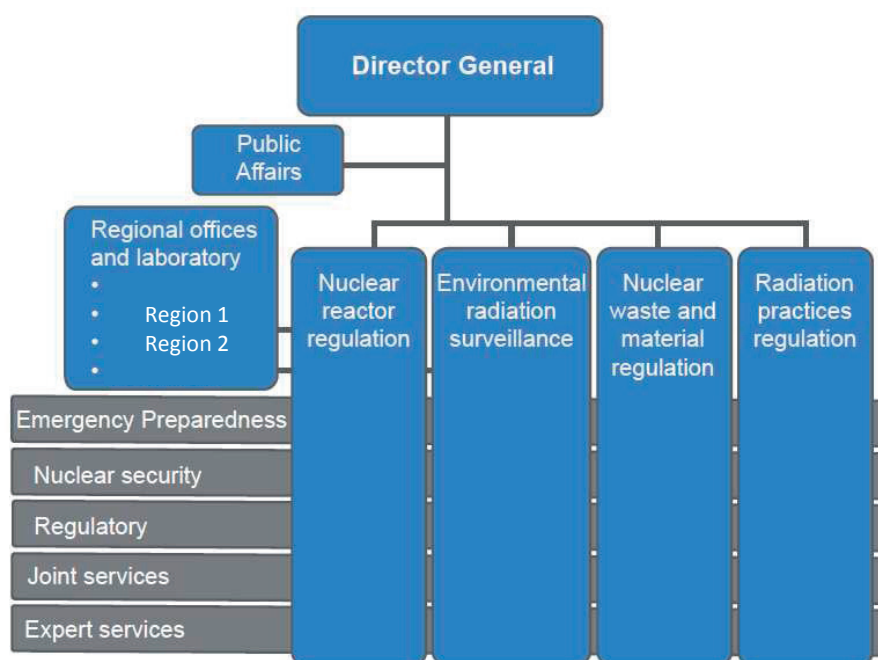 Director General
Public
Affairs
Regional offices
and laboratory
•
• Region 1
• Region 2
•
Nuclear
reactor
regulation
Environmental
radiation
surveillance
Nuclear
waste and
material
regulation
Radiation
practices
regulation
Emergency Preparedness
Nuclear security
Regulatory
Joint services
Expert services